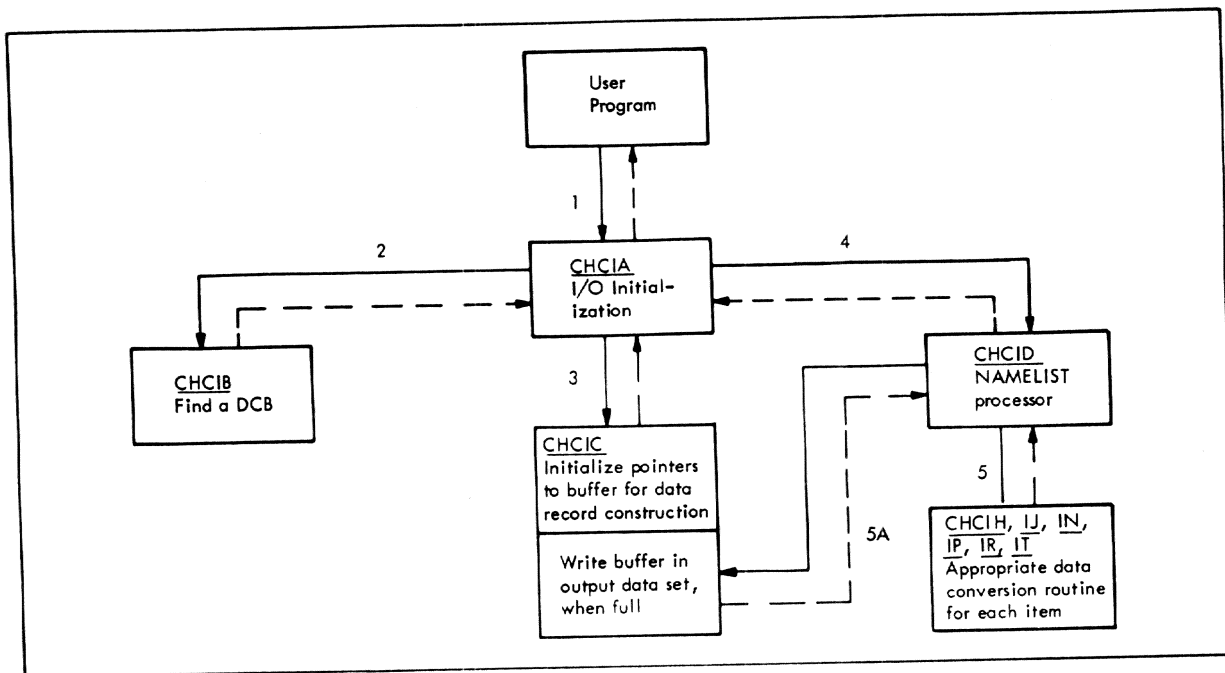 User
Program
1
2
4
CHCIA
I/O Initial-
ization
CHCIB
Find a DCB
3
CHCID
NAMELIST
processor
CHCIC
Initialize pointers
to buffer for data
record construction
5
5A
Write buffer in
output data set,
when full
CHCIH, IJ, IN,
IP, IR, IT
Appropriate data
conversion routine
for each item